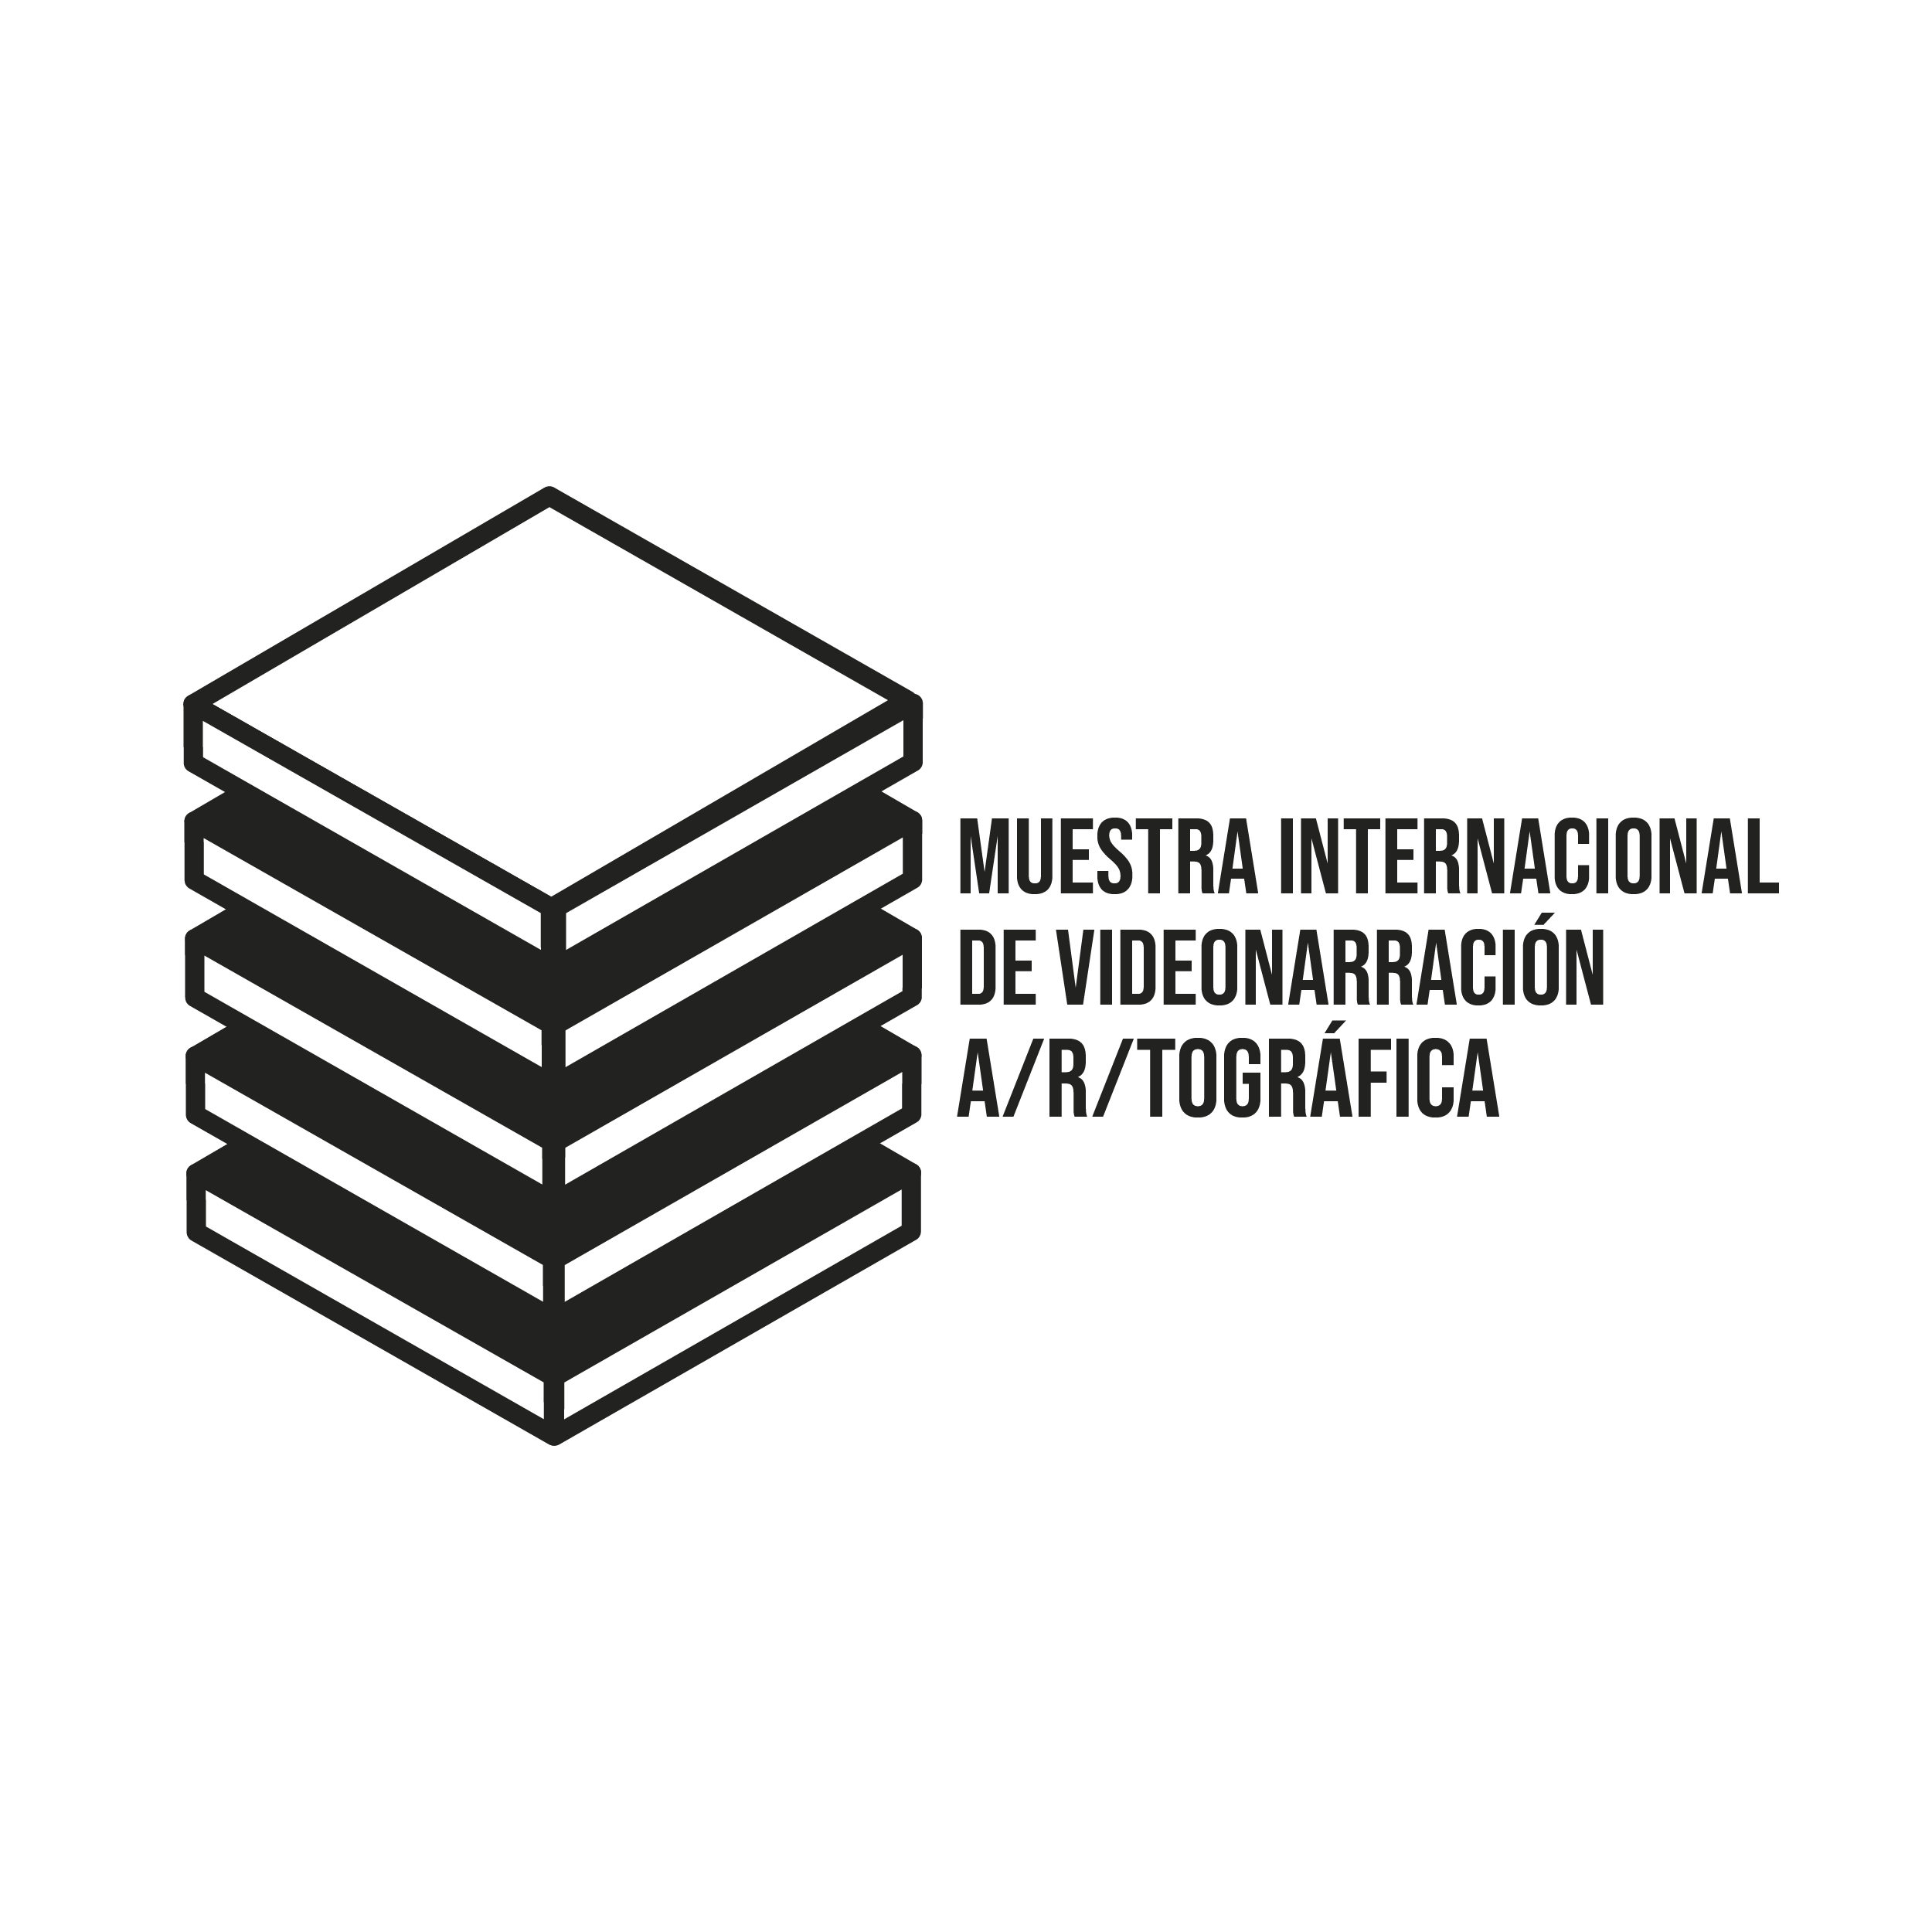 MUESTRA INTERNACIONAL
DE VIDEONARRACIÓN
A/R/TOGRÁFICA